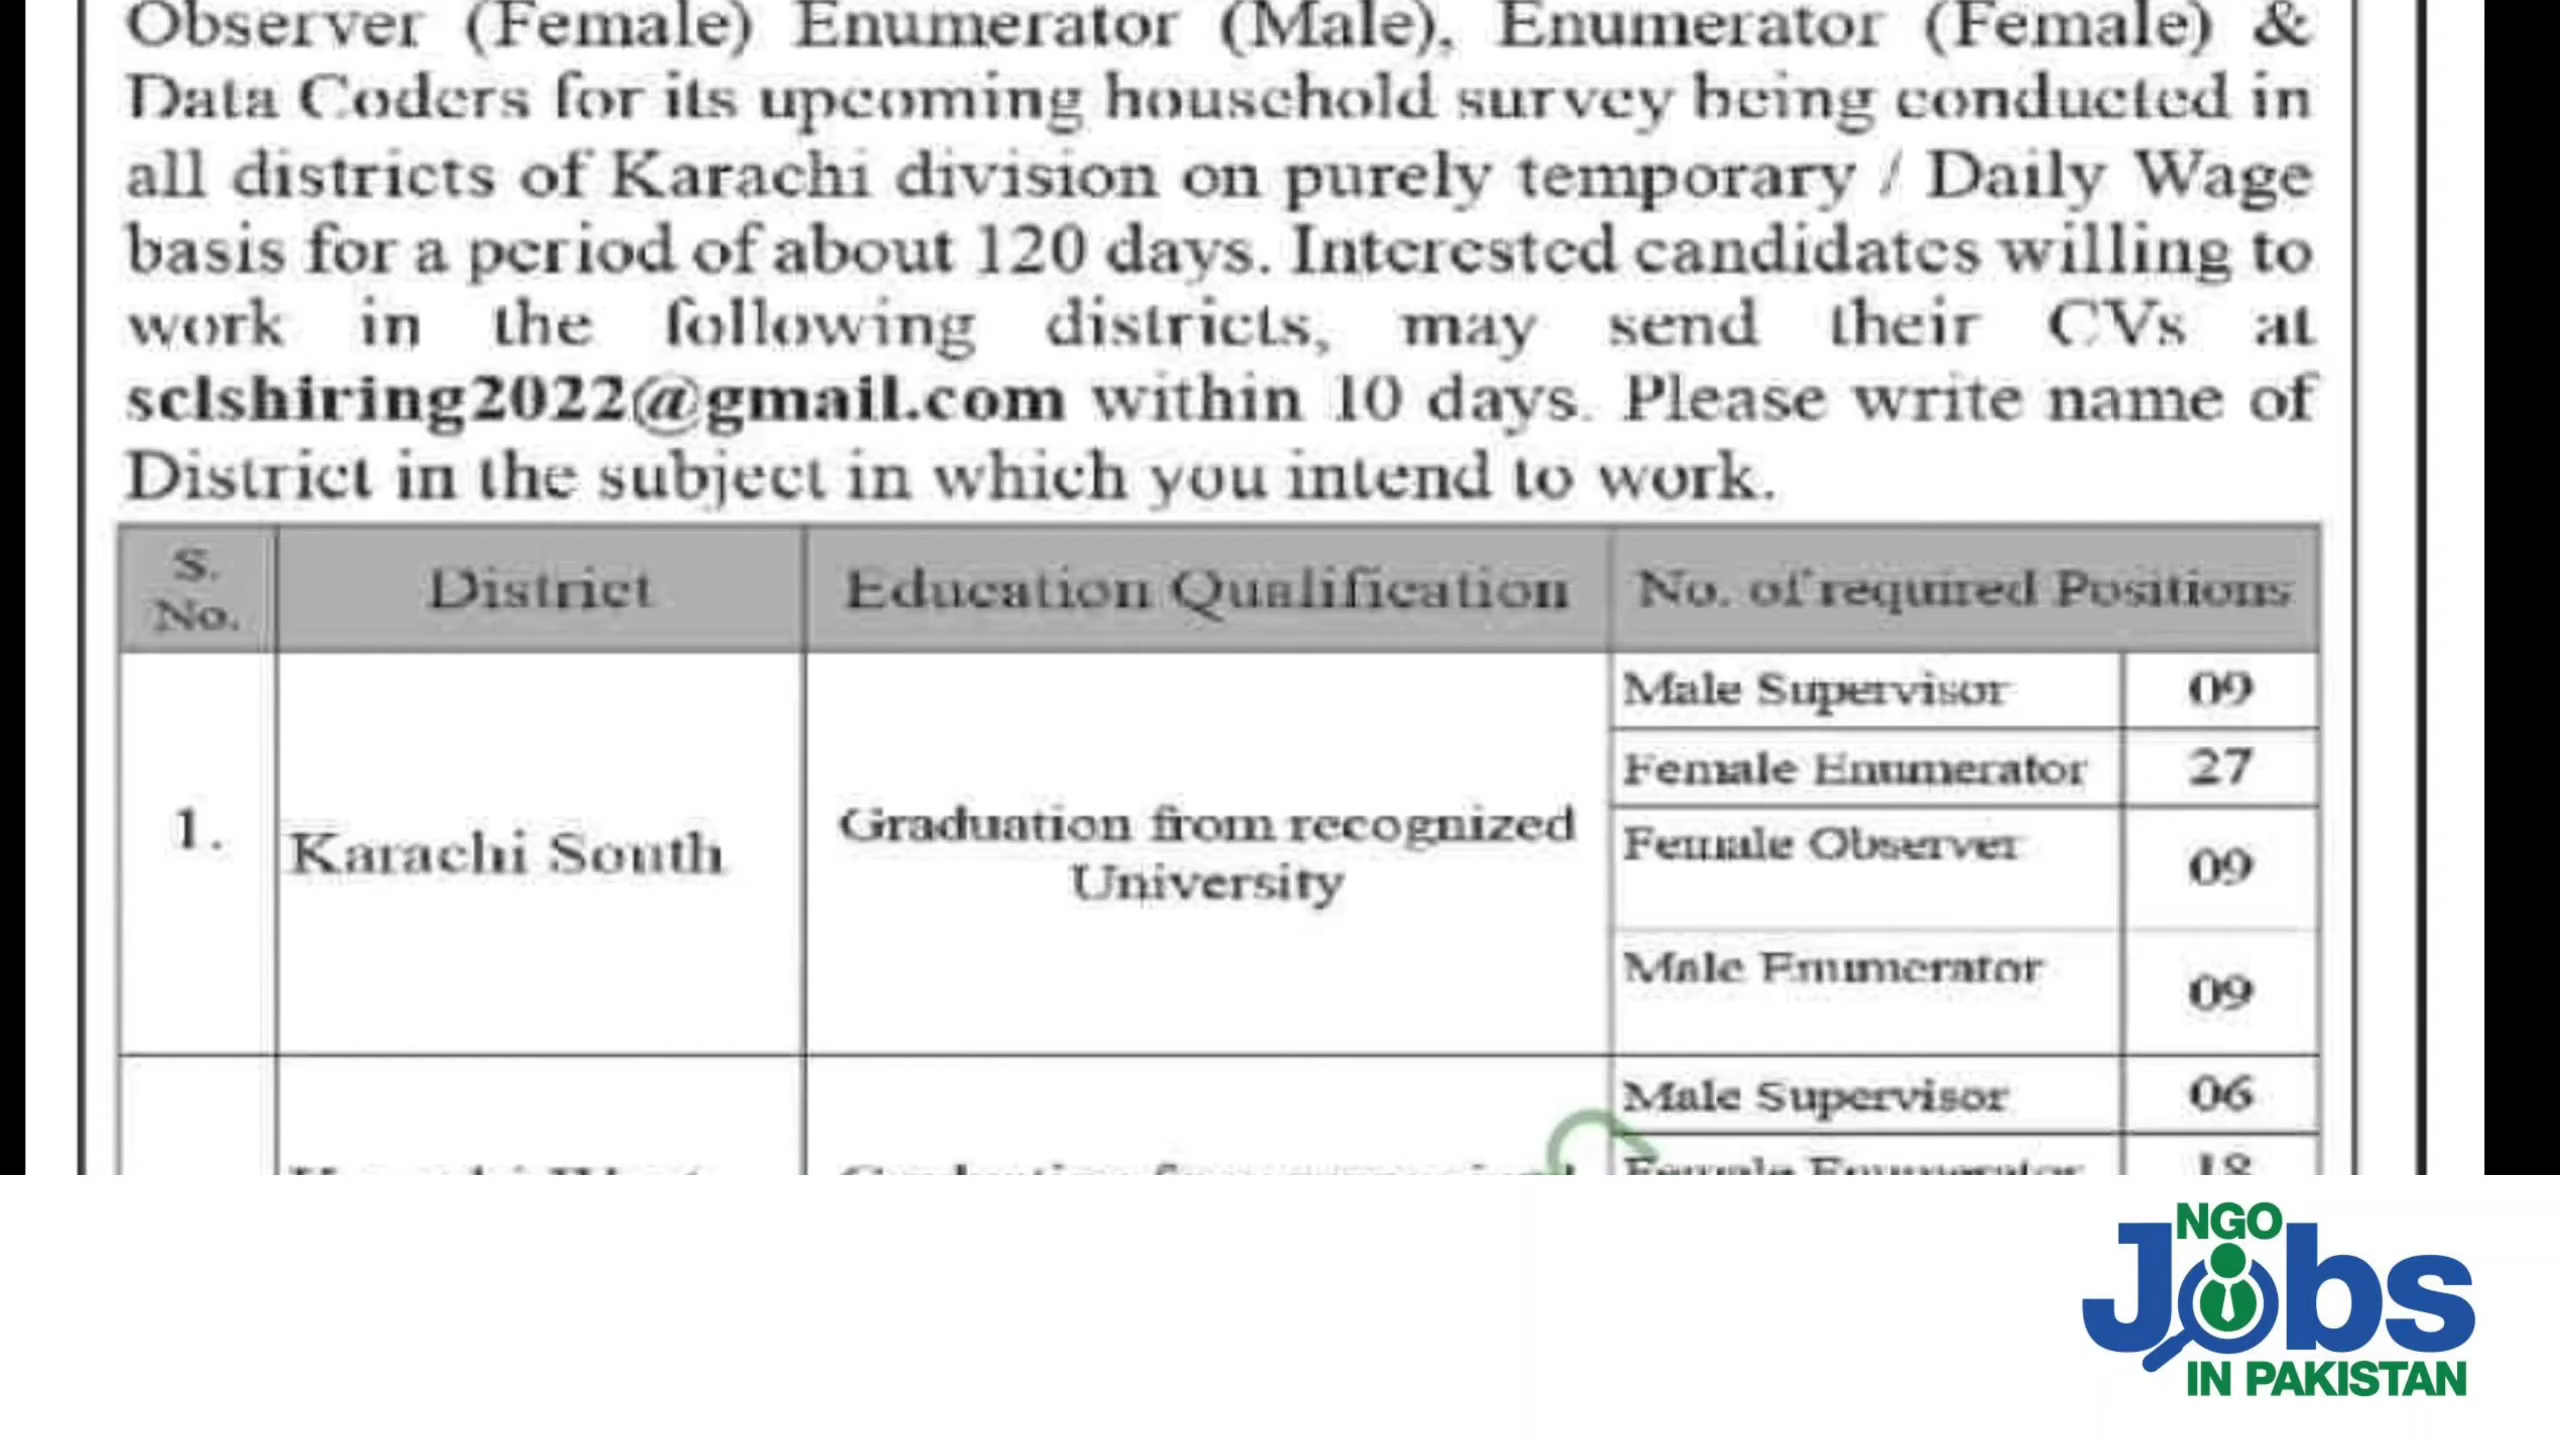 Observer (Female) Enumerator (Male), Enumerator (Female) &
Data Coders for its upcoming household survey being conducted in
all districts of Karachi division on purely temporary / Daily Wage
basis for a period of about 120 days. Interested candidates willing to
work in the following districts, may send their CVs at
sclshiring2022@gmail.com within 10 days. Please write name of
District in the subject in which you intend to work.
S. No. District Education Qualification No. of required Positions
1. Karachi South Graduation from recognized University
Male Supervisor 09
Female Enumerator 27
Female Observer 09
Male Enumerator 09
Male Supervisor 06
Female Enumerator 18
NGO
Jobs
IN PAKISTAN